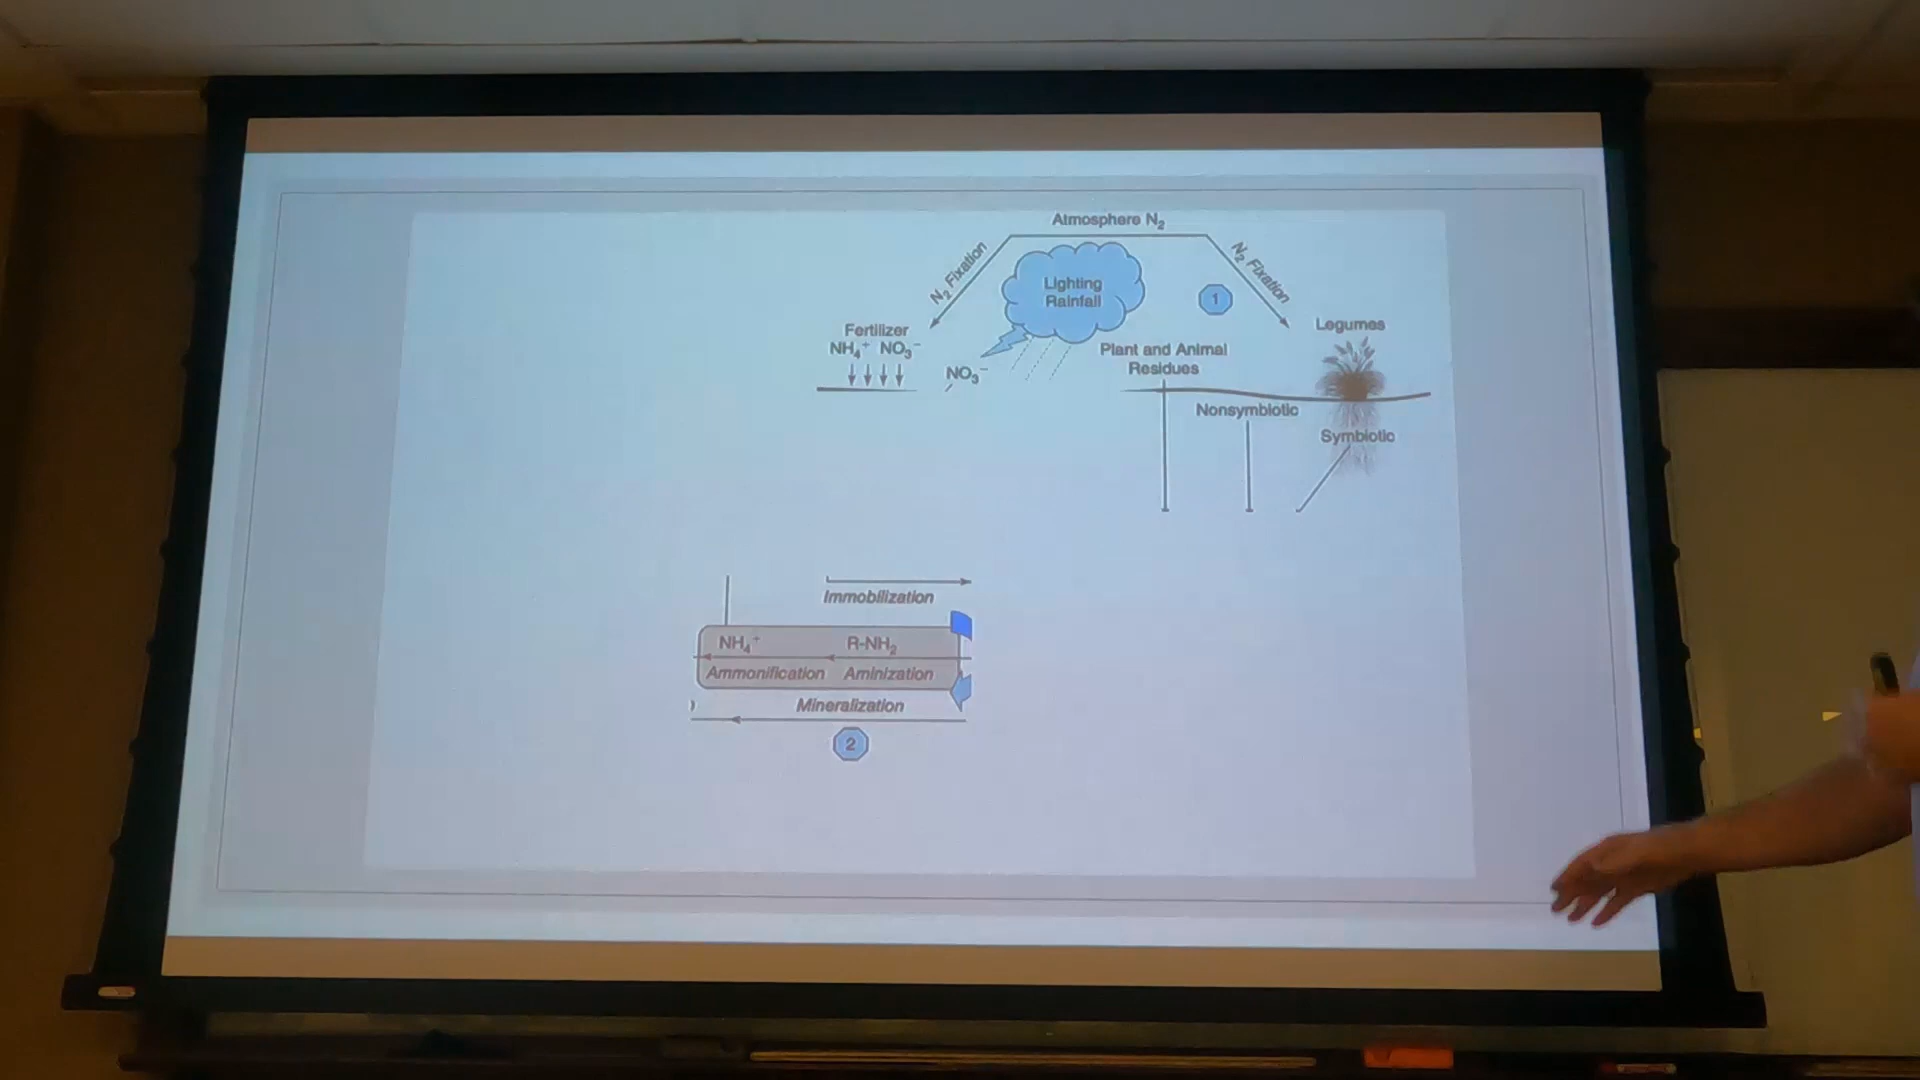 Atmosphere N₂
N₂ Fixation
N₂ Fixation
Lighting
Rainfall
1
Fertilizer
NH₄⁺ NO₃⁻
NO₃⁻
Plant and Animal
Residues
Legumes
Nonsymbiotic
Symbiotic
Immobilization
NH₄⁺ R-NH₂
Ammonification Aminization
) Mineralization
2